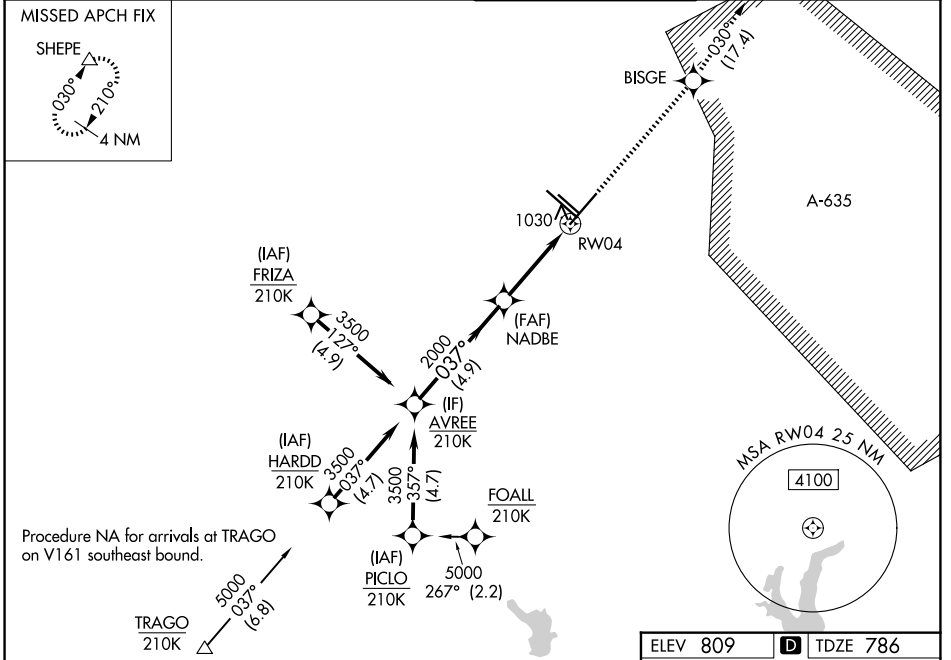 MISSED APCH FIX
SHEPE
030°
210°
4 NM
030°
(17.4)
BISGE
A-635
1030
RW04
(IAF)
FRIZA
210K
3500
127°
(4.9)
(FAF)
NADBE
2000
037°
(4.9)
(IF)
AVREE
210K
(IAF)
HARDD
210K
3500
037°
(4.7)
3500
357°
(4.7)
FOALL
210K
MSA RW04 25 NM
4100
Procedure NA for arrivals at TRAGO
on V161 southeast bound.
(IAF)
PICLO
210K
5000
267° (2.2)
5000
037°
(6.8)
TRAGO
210K
ELEV 809 D TDZE 786